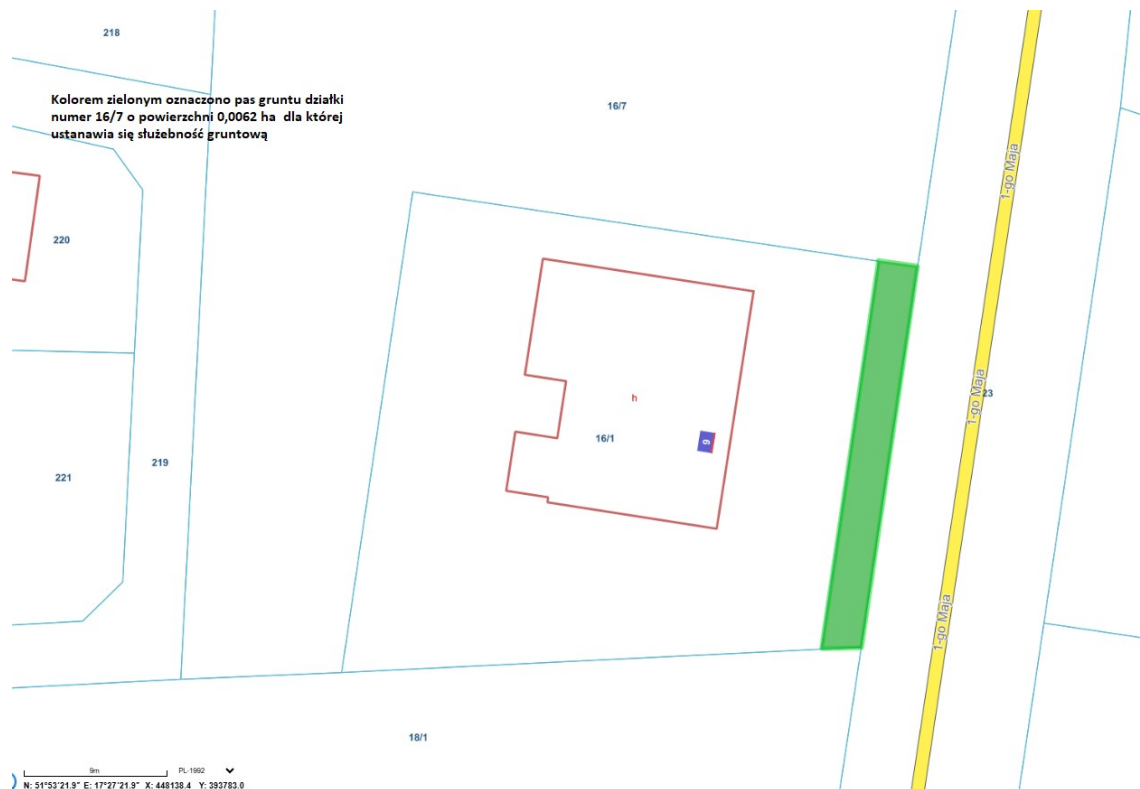 218
Kolorem zielonym oznaczono pas gruntu działki
numer 16/7 o powierzchni 0,0062 ha dla której
ustanawia się służebność gruntową
16/7
1-go Maja
220
h
1-go Maja
23
16/1
9
219
221
1-go Maja
18/1
9m
PL-1992
N: 51°53'21.9" E: 17°27'21.9" X: 448138.4 Y: 393783.0